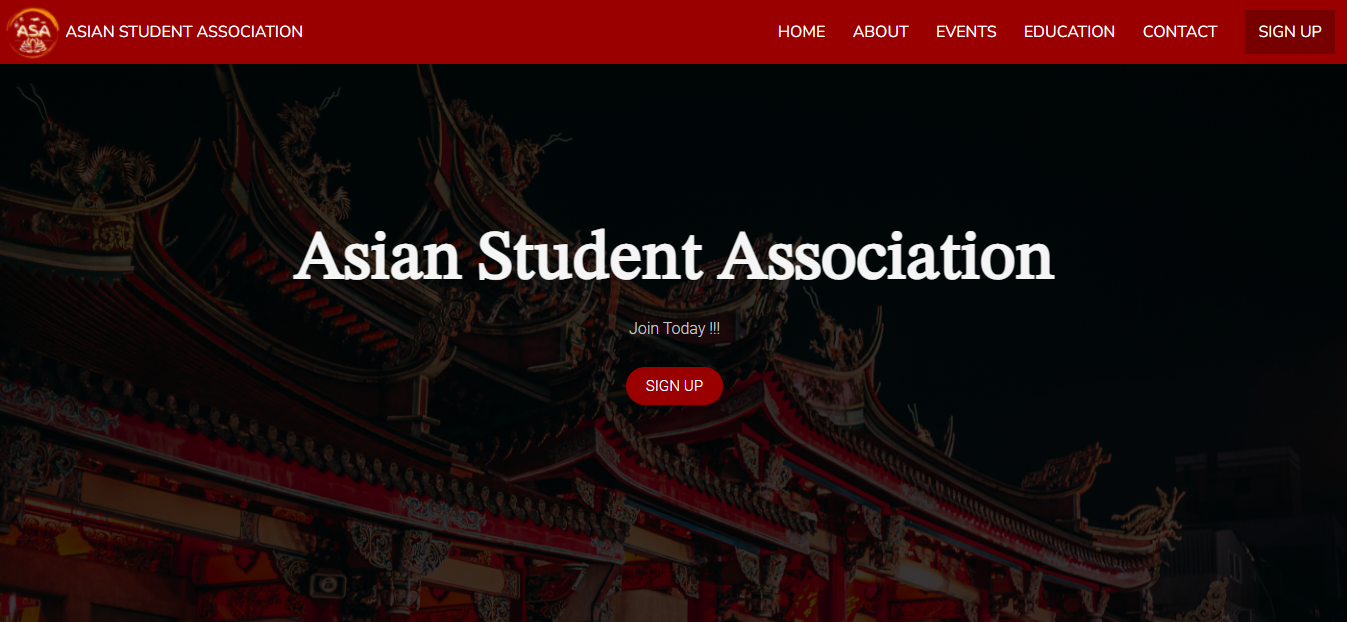 ASA
ASIAN STUDENT ASSOCIATION
HOME
ABOUT
EVENTS
EDUCATION
CONTACT
SIGN UP
Asian Student Association
Join Today !!!
SIGN UP